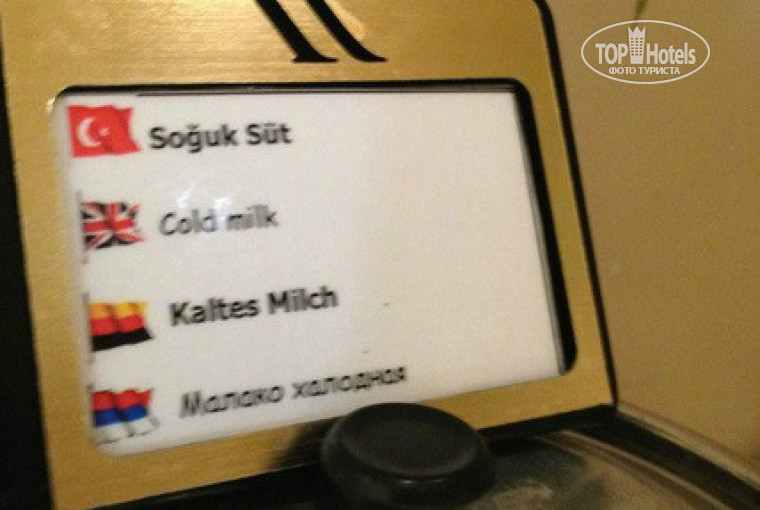 TOP Hotels
ФОТО ТУРИСТА
Soğuk Süt
Cold milk
Kaltes Milch
Малако халодная